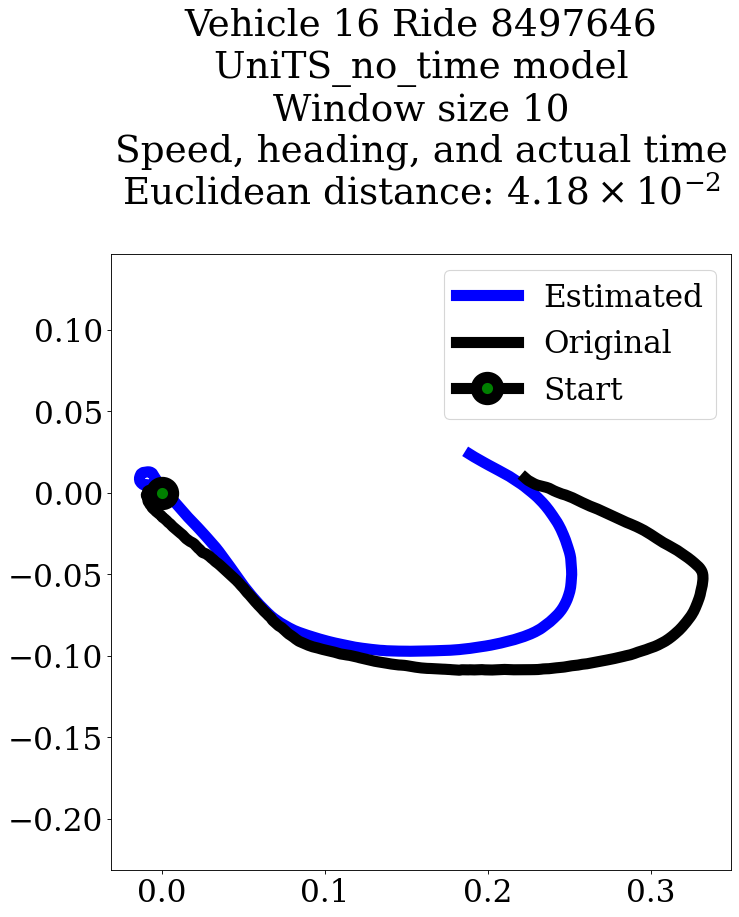 Vehicle 16 Ride 8497646
UniTS_no_time model
Window size 10
Speed, heading, and actual time
Euclidean distance: 4.18 × 10⁻²
Estimated
Original
Start
0.10
0.05
0.00
−0.05
−0.10
−0.15
−0.20
0.0 0.1 0.2 0.3